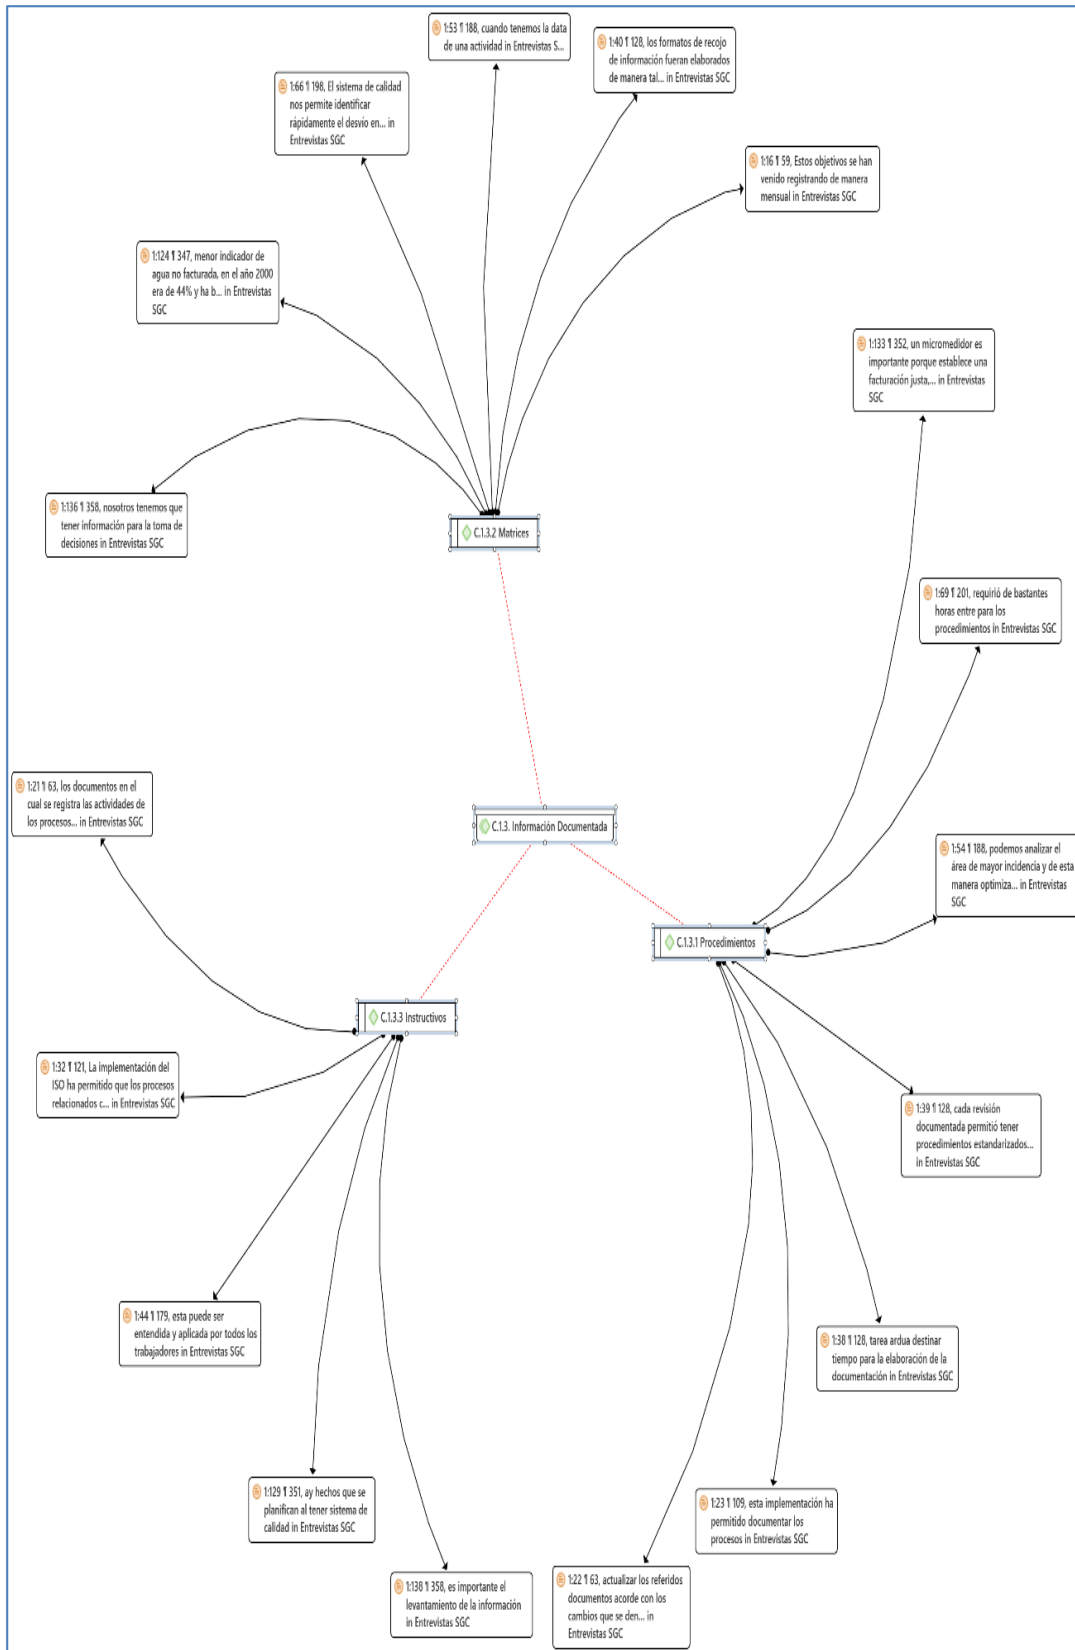 1:53 ¶ 188, cuando tenemos la data
de una actividad in Entrevistas S...
1:40 ¶ 128, los formatos de recojo
de información fueran elaborados
de manera tal... in Entrevistas SGC
1:66 ¶ 198, El sistema de calidad
nos permite identificar
rápidamente el desvío en... in
Entrevistas SGC
1:16 ¶ 59, Estos objetivos se han
venido registrando de manera
mensual in Entrevistas SGC
1:124 ¶ 347, menor indicador de
agua no facturada, en el año 2000
era de 44% y ha b... in Entrevistas
SGC
1:133 ¶ 352, un micromedidor es
importante porque establece una
facturación justa,... in Entrevistas
SGC
1:136 ¶ 358, nosotros tenemos que
tener información para la toma de
decisiones in Entrevistas SGC
C.1.3.2 Matrices
1:69 ¶ 201, requirió de bastantes
horas entre para los
procedimientos in Entrevistas SGC
1:21 ¶ 63, los documentos en el
cual se registra las actividades de
los procesos... in Entrevistas SGC
C.1.3. Información Documentada
1:54 ¶ 188, podemos analizar el
área de mayor incidencia y de esta
manera optimiza... in Entrevistas
SGC
C.1.3.1 Procedimientos
C.1.3.3 Instructivos
1:32 ¶ 121, La implementación del
ISO ha permitido que los procesos
relacionados c... in Entrevistas SGC
1:39 ¶ 128, cada revisión
documentada permitió tener
procedimientos estandarizados...
in Entrevistas SGC
1:44 ¶ 179, esta puede ser
entendida y aplicada por todos los
trabajadores in Entrevistas SGC
1:38 ¶ 128, tarea ardua destinar
tiempo para la elaboración de la
documentación in Entrevistas SGC
1:129 ¶ 351, ay hechos que se
planifican al tener sistema de
calidad in Entrevistas SGC
1:23 ¶ 109, esta implementación ha
permitido documentar los
procesos in Entrevistas SGC
1:138 ¶ 358, es importante el
levantamiento de la información
in Entrevistas SGC
1:22 ¶ 63, actualizar los referidos
documentos acorde con los
cambios que se den... in
Entrevistas SGC